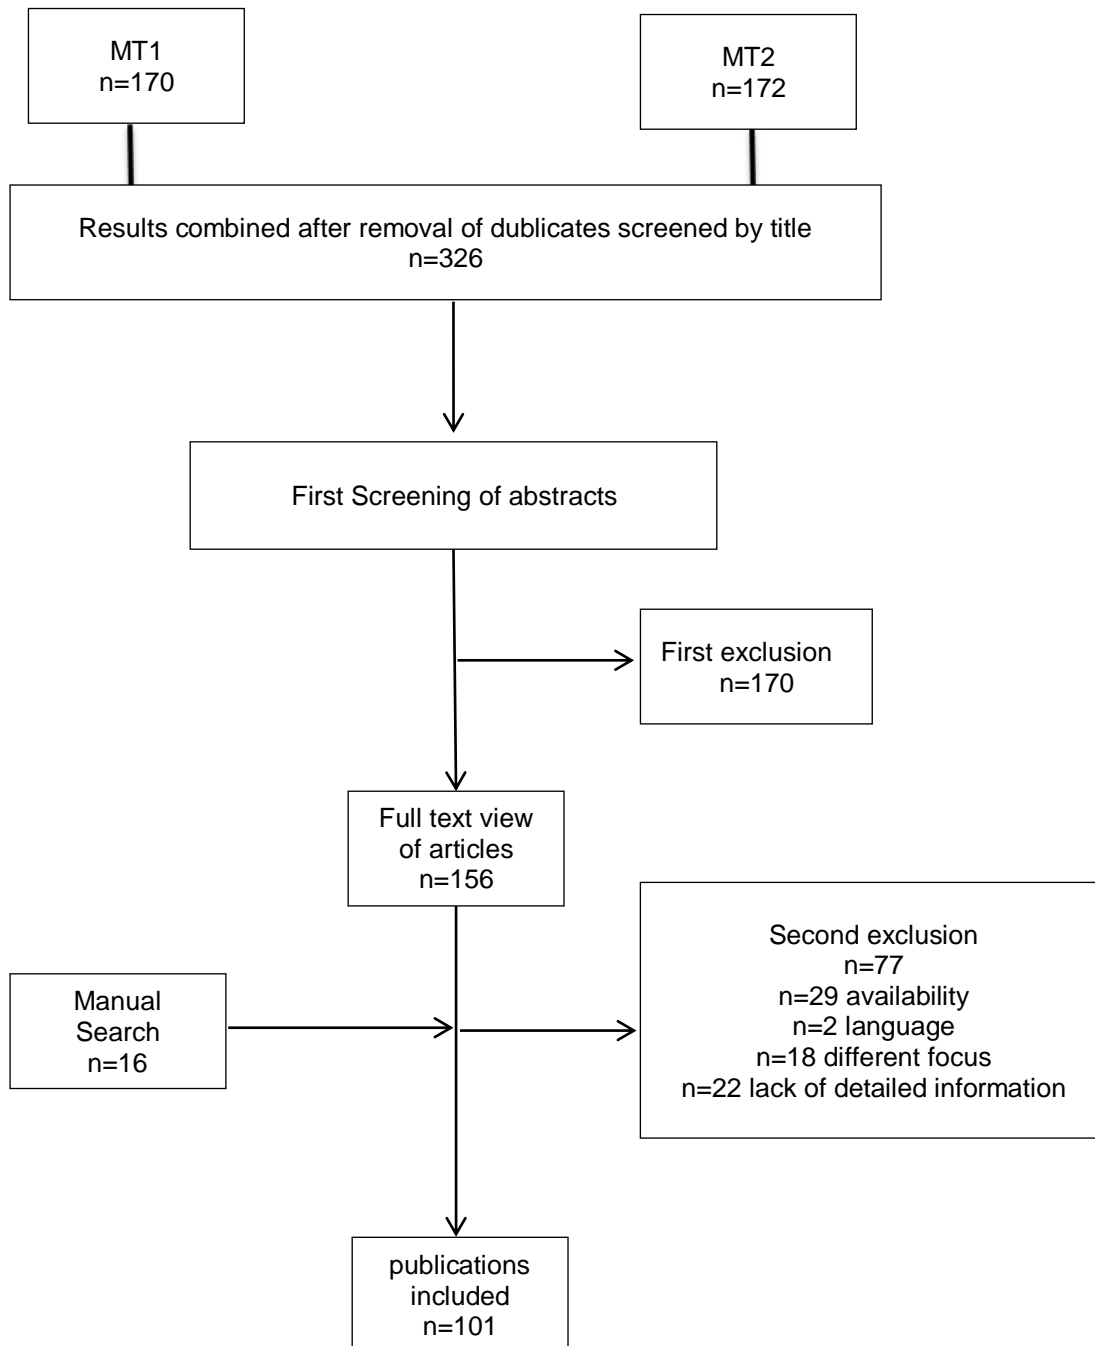 MT1
n=170
MT2
n=172
Results combined after removal of dublicates screened by title
n=326
First Screening of abstracts
First exclusion
n=170
Full text view
of articles
n=156
Manual
Search
n=16
Second exclusion
n=77
n=29 availability
n=2 language
n=18 different focus
n=22 lack of detailed information
publications
included
n=101